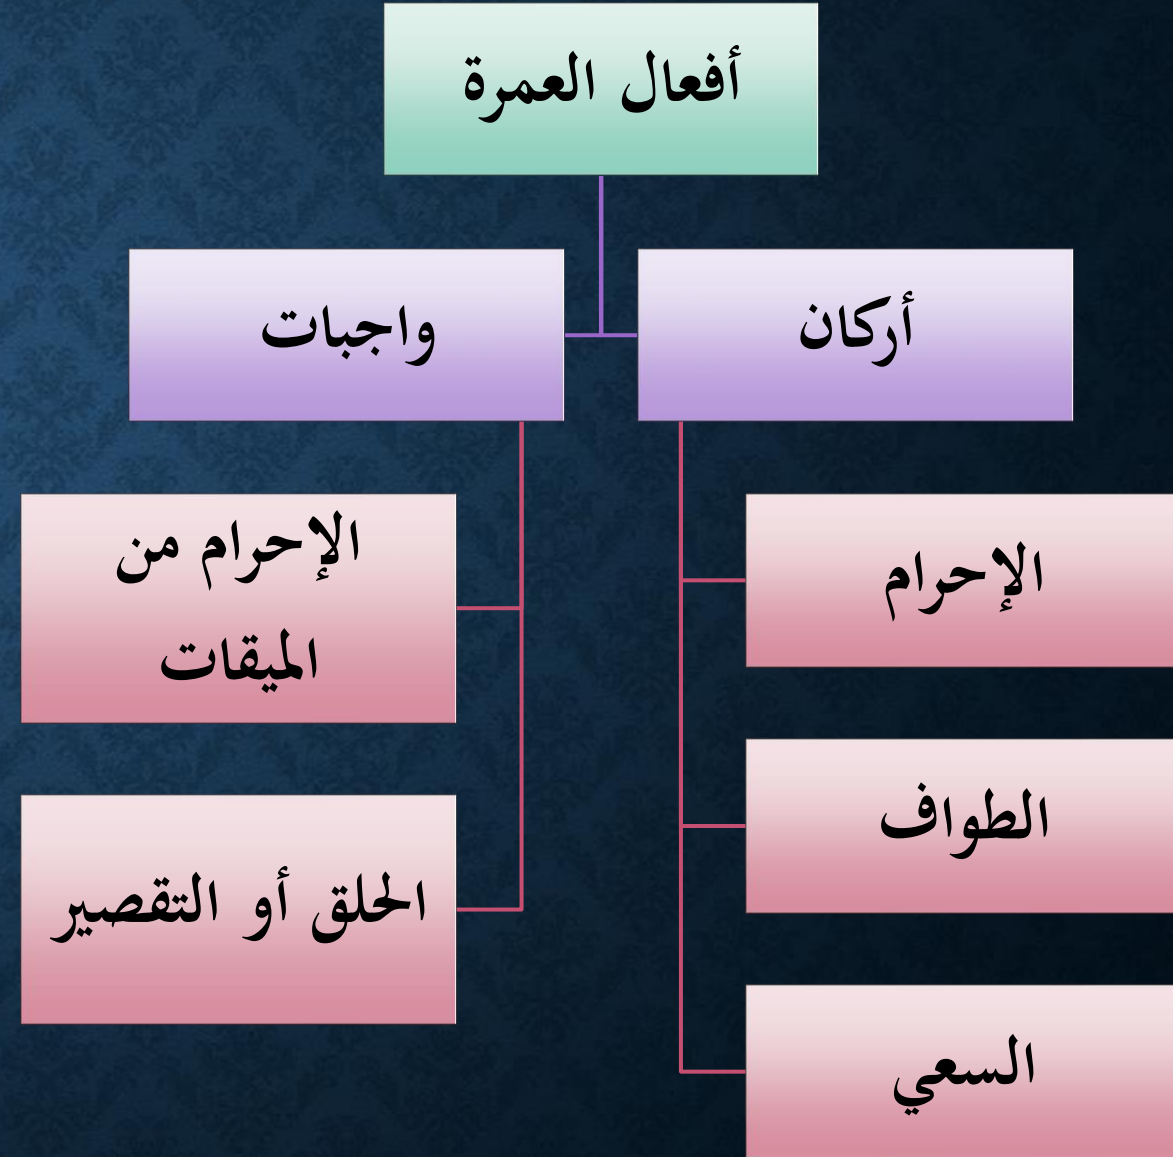 أفعال العمرة
أركان
واجبات
الإحرام
الطواف
السعي
الإحرام من
الميقات
الحلق أو التقصير